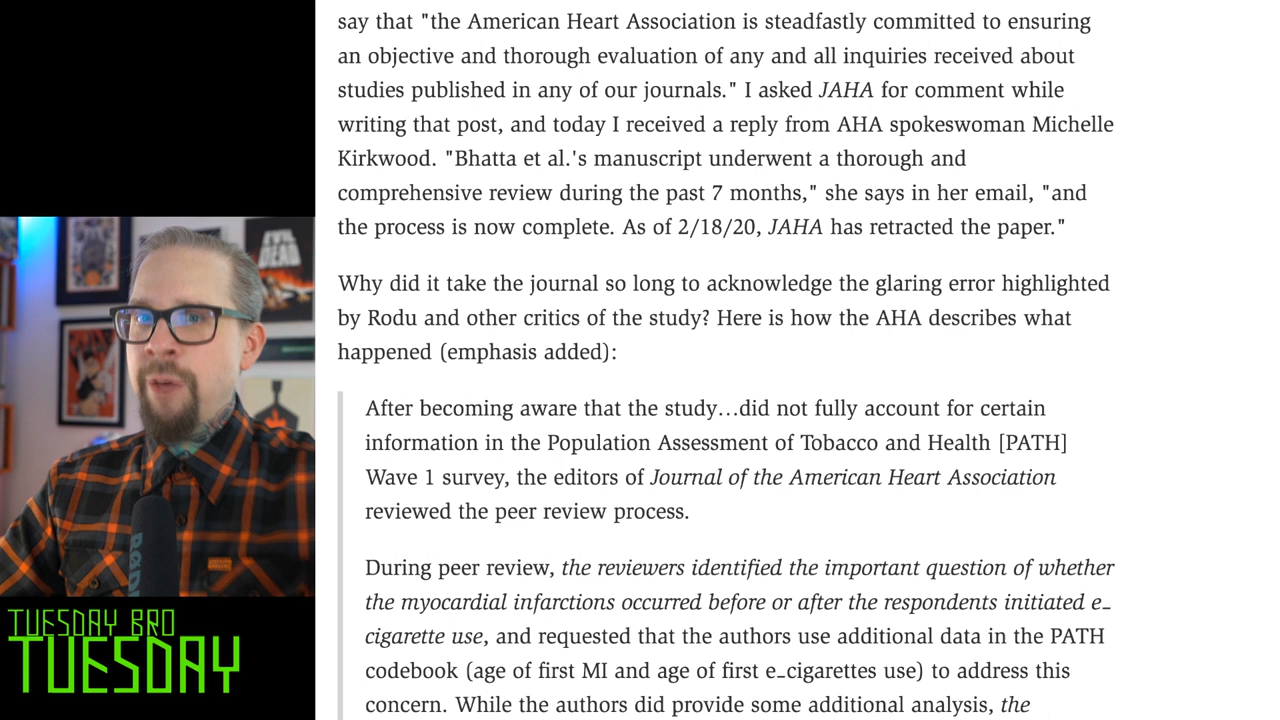 say that "the American Heart Association is steadfastly committed to ensuring
an objective and thorough evaluation of any and all inquiries received about
studies published in any of our journals." I asked JAHA for comment while
writing that post, and today I received a reply from AHA spokeswoman Michelle
Kirkwood. "Bhatta et al.'s manuscript underwent a thorough and
comprehensive review during the past 7 months," she says in her email, "and
the process is now complete. As of 2/18/20, JAHA has retracted the paper."
Why did it take the journal so long to acknowledge the glaring error highlighted
by Rodu and other critics of the study? Here is how the AHA describes what
happened (emphasis added):
After becoming aware that the study…did not fully account for certain
information in the Population Assessment of Tobacco and Health [PATH]
Wave 1 survey, the editors of Journal of the American Heart Association
reviewed the peer review process.
During peer review, the reviewers identified the important question of whether
the myocardial infarctions occurred before or after the respondents initiated e-
cigarette use, and requested that the authors use additional data in the PATH
codebook (age of first MI and age of first e-cigarettes use) to address this
concern. While the authors did provide some additional analysis, the
EVIL
DEAD
TUESDAY BRO
TUESDAY